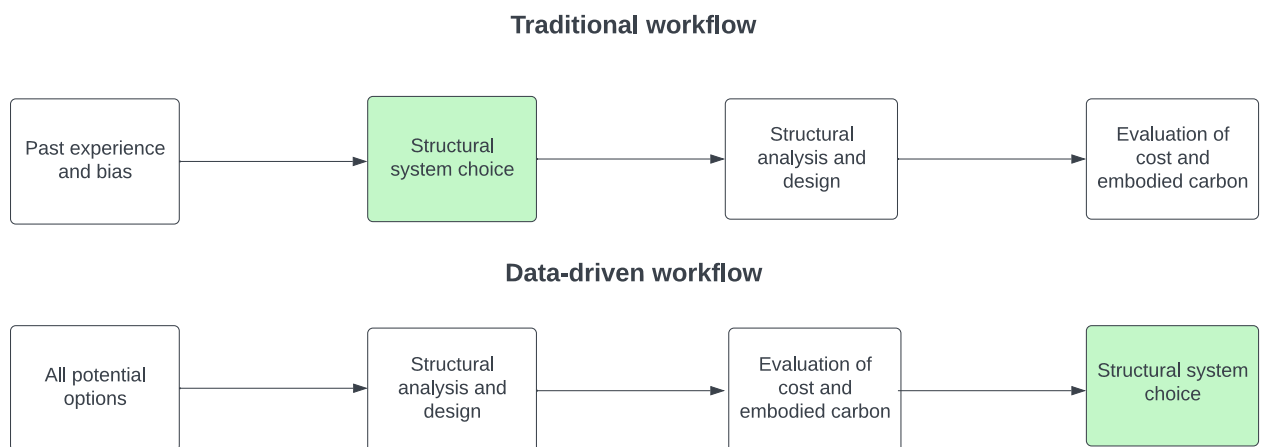 Traditional workflow
Past experience
and bias
Structural
system choice
Structural
analysis and
design
Evaluation of
cost and
embodied carbon
Data-driven workflow
All potential
options
Structural
analysis and
design
Evaluation of
cost and
embodied carbon
Structural system
choice